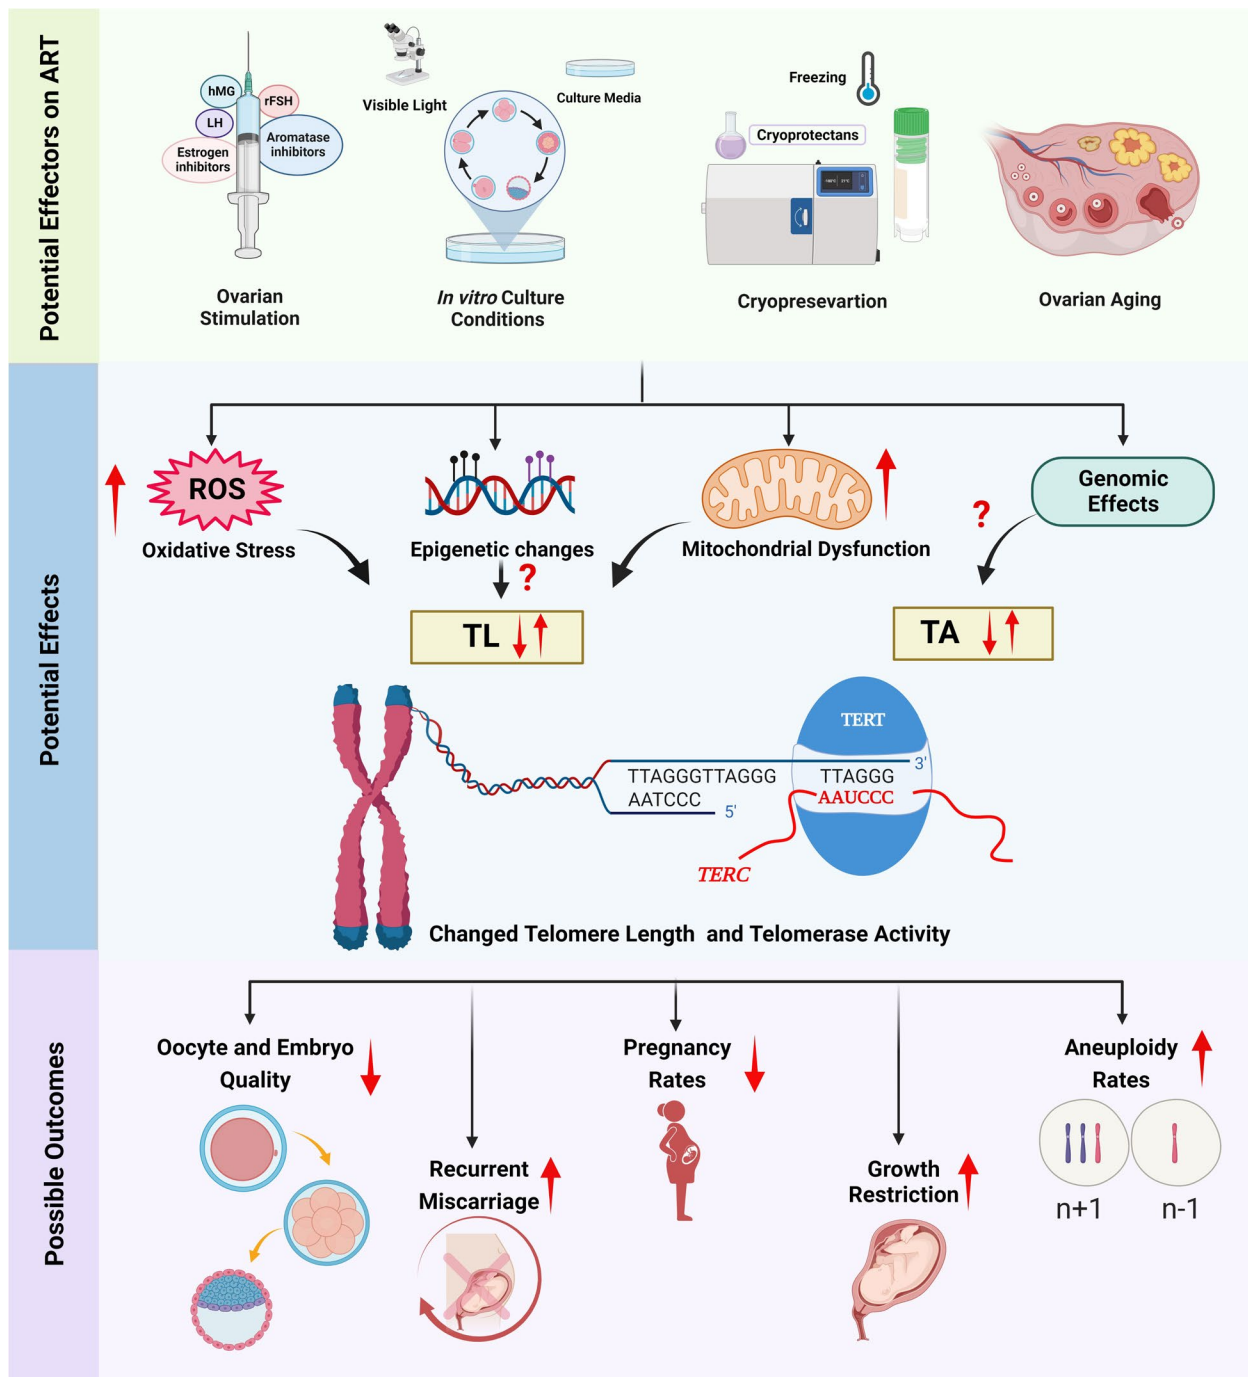 Potential Effectors on ART
hMG
rFSH
LH
Aromatase
inhibitors
Estrogen
inhibitors
Ovarian
Stimulation
Visible Light
Culture Media
In vitro Culture
Conditions
Freezing
Cryoprotectans
Cryopresevartion
Ovarian Aging
Potential Effects
ROS
Oxidative Stress
Epigenetic changes
?
Mitochondrial Dysfunction
Genomic
Effects
?
TL
TA
TERT
3'
TTAGGGTTAGGG
TTAGGG
AATCCC
AAUCCC
5'
TERC
Changed Telomere Length and Telomerase Activity
Possible Outcomes
Oocyte and Embryo
Quality
Recurrent
Miscarriage
Pregnancy
Rates
Growth
Restriction
Aneuploidy
Rates
n+1
n-1